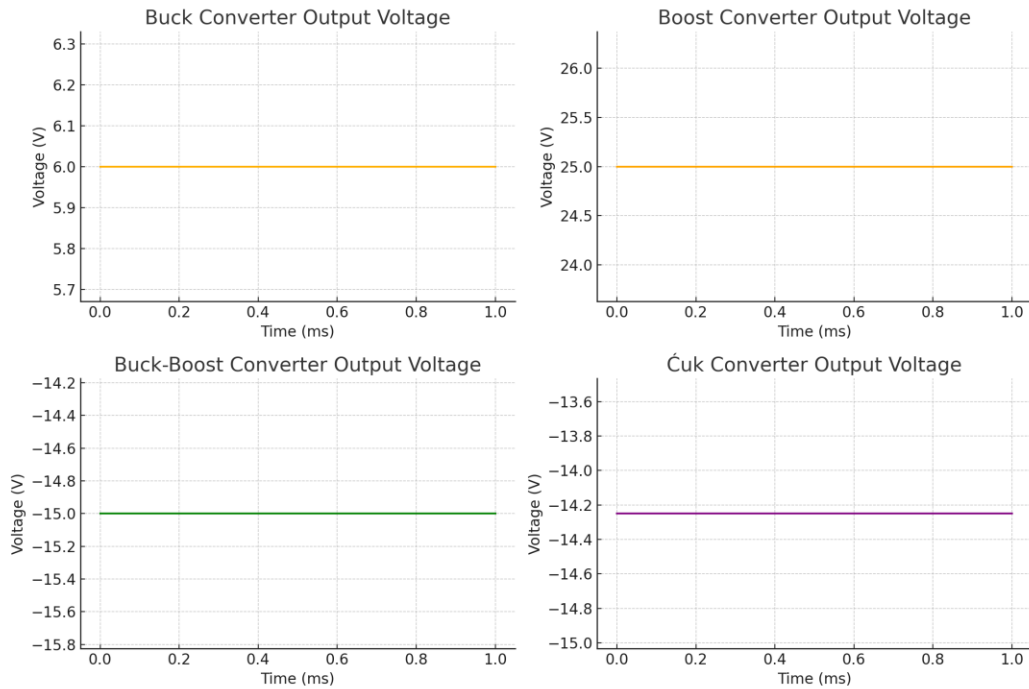 Buck Converter Output Voltage
6.3
6.2
6.1
6.0
5.9
5.8
5.7
Voltage (V)
0.0 0.2 0.4 0.6 0.8 1.0
Time (ms)
Boost Converter Output Voltage
26.0
25.5
25.0
24.5
24.0
Voltage (V)
0.0 0.2 0.4 0.6 0.8 1.0
Time (ms)
Buck-Boost Converter Output Voltage
−14.2
−14.4
−14.6
−14.8
−15.0
−15.2
−15.4
−15.6
−15.8
Voltage (V)
0.0 0.2 0.4 0.6 0.8 1.0
Time (ms)
Ćuk Converter Output Voltage
−13.6
−13.8
−14.0
−14.2
−14.4
−14.6
−14.8
−15.0
Voltage (V)
0.0 0.2 0.4 0.6 0.8 1.0
Time (ms)